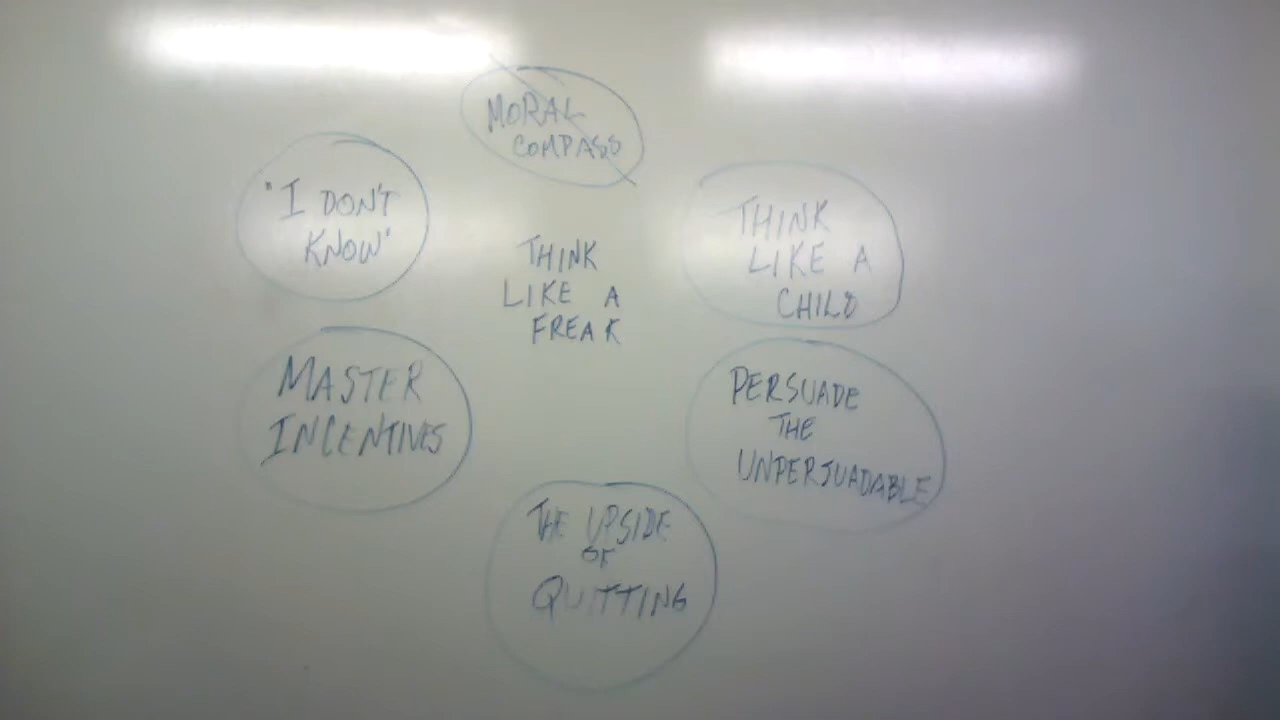 MORAL
COMPASS
"I DON'T
KNOW"
THINK
LIKE A
CHILD
THINK
LIKE A
FREAK
MASTER
INCENTIVES
PERSUADE
THE
UNPERSUADABLE
THE UPSIDE
OF
QUITTING